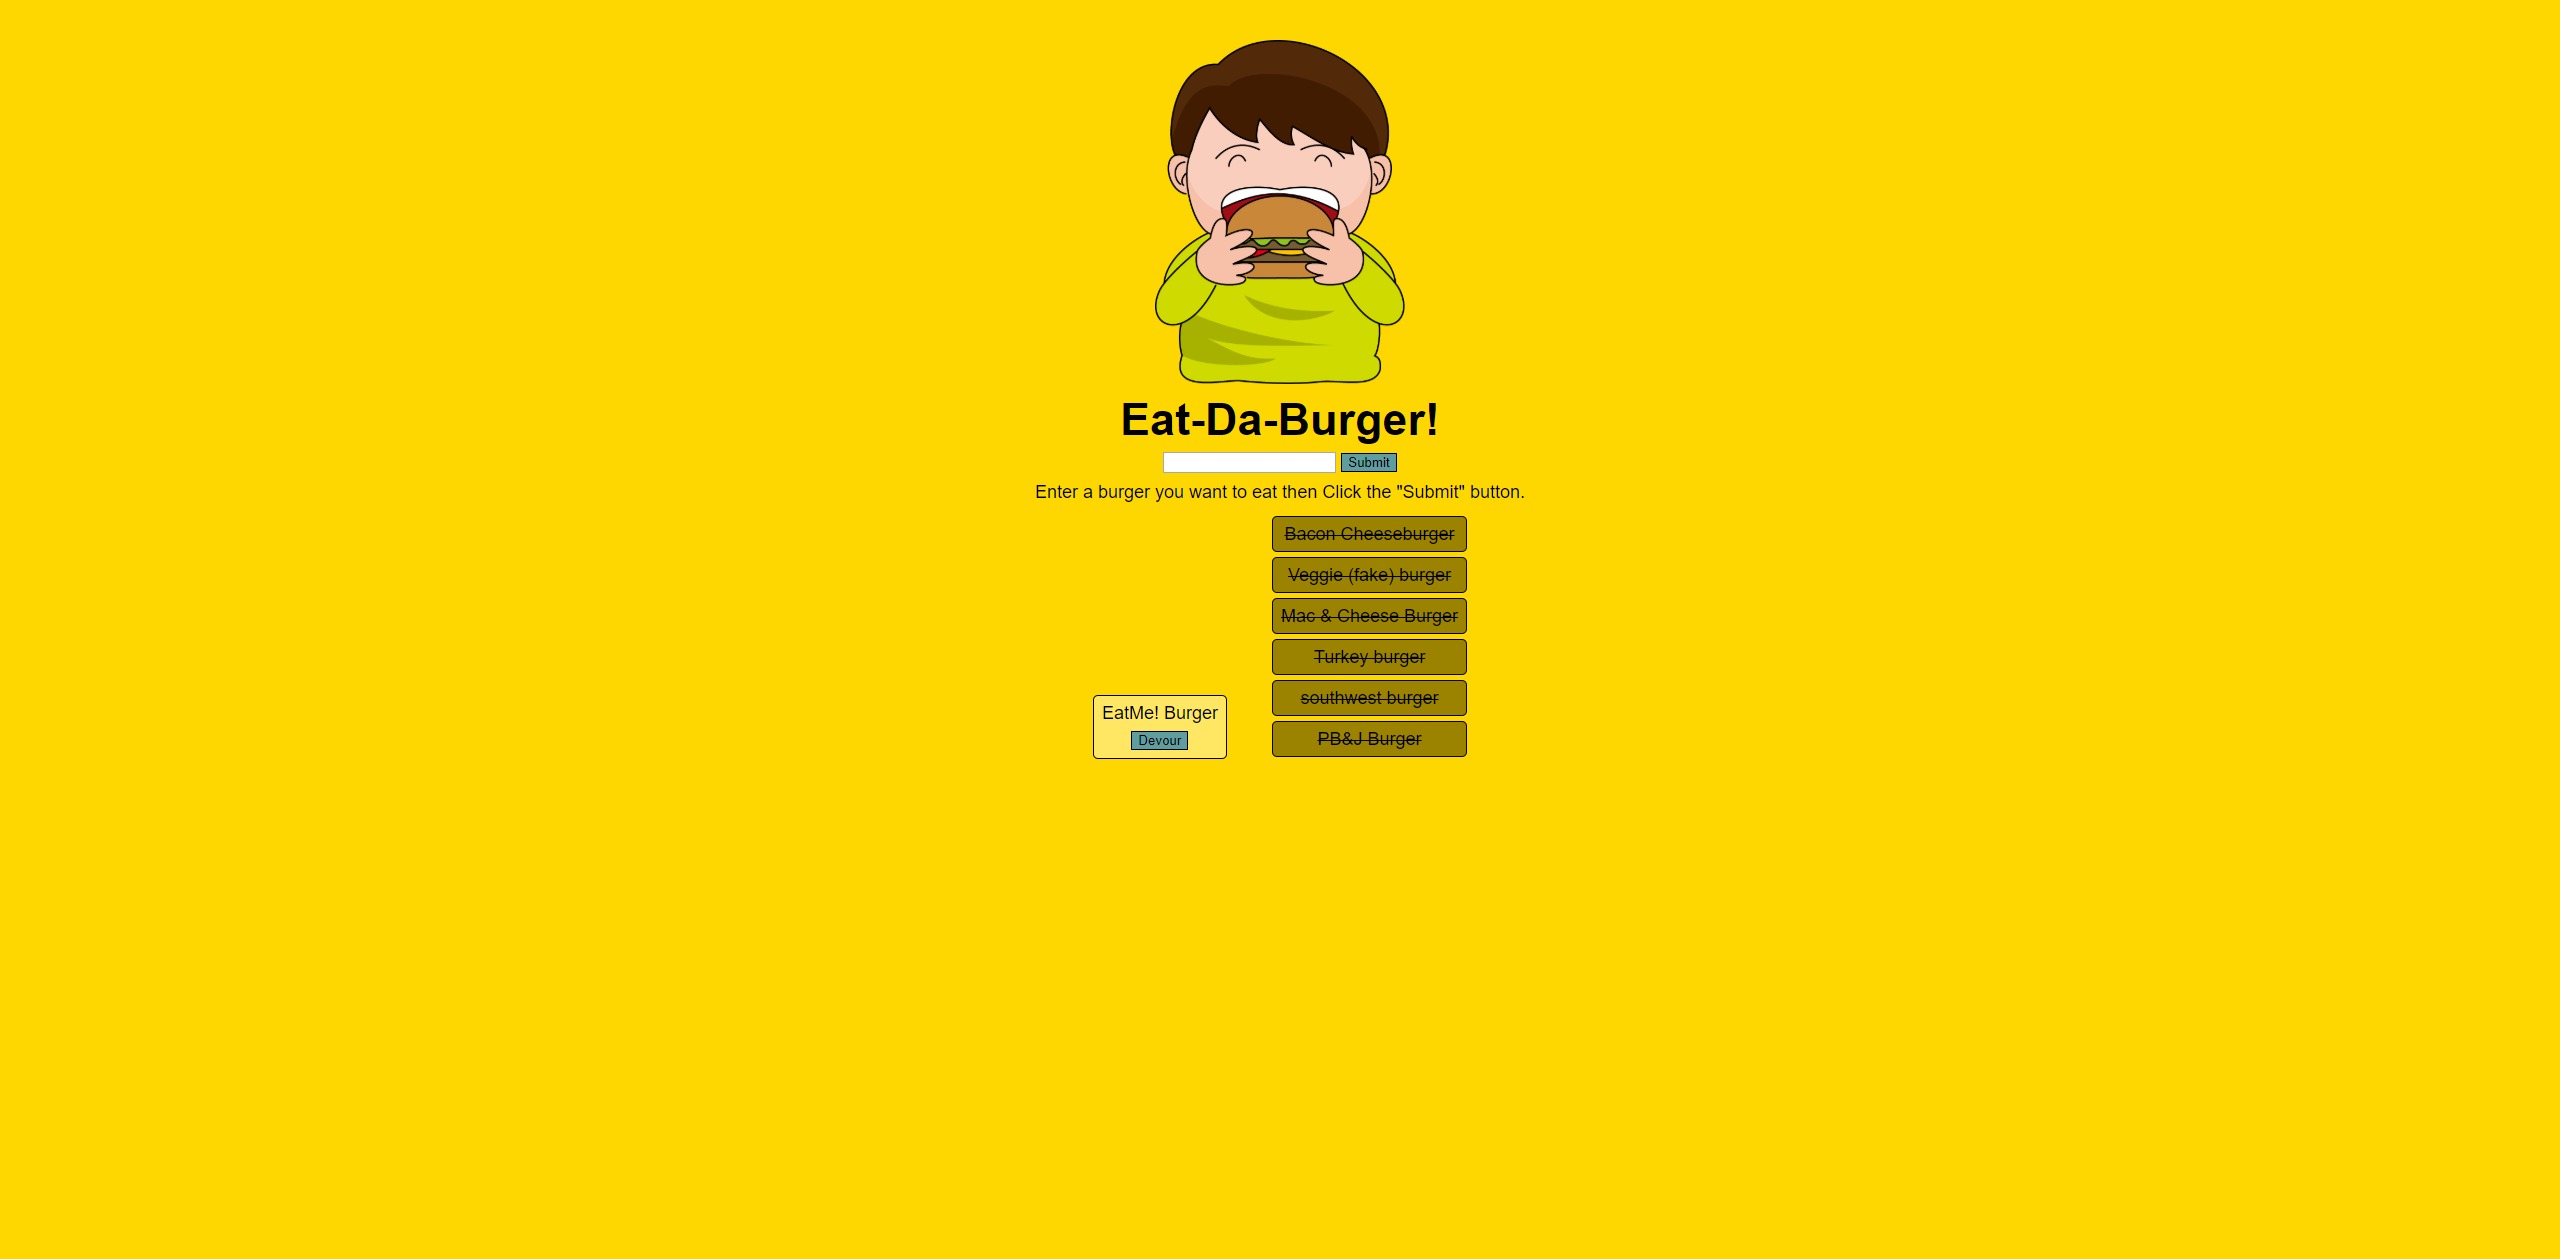 Eat-Da-Burger!
Submit
Enter a burger you want to eat then Click the "Submit" button.
EatMe! Burger
Devour
Bacon Cheeseburger
Veggie (fake) burger
Mac & Cheese Burger
Turkey burger
southwest burger
PB&J Burger